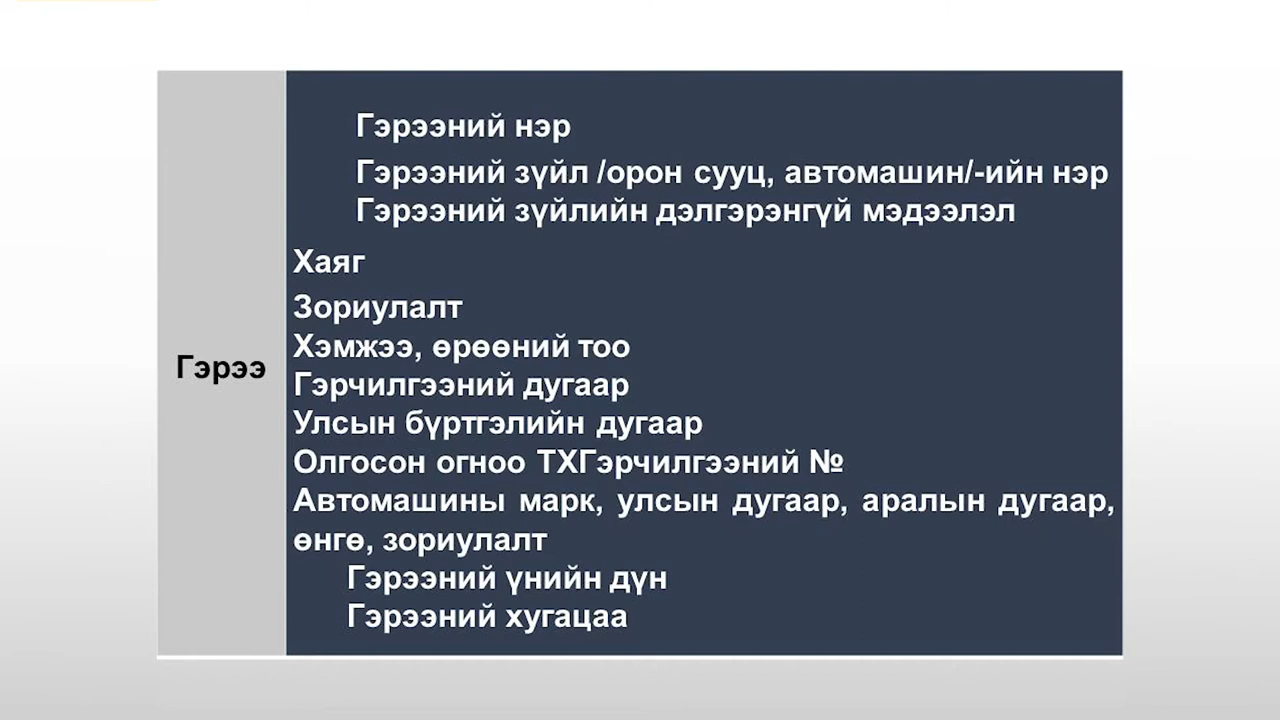 Гэрээ
Гэрээний нэр
Гэрээний зүйл /орон сууц, автомашин/-ийн нэр
Гэрээний зүйлийн дэлгэрэнгүй мэдээлэл
Хаяг
Зориулалт
Хэмжээ, өрөөний тоо
Гэрчилгээний дугаар
Улсын бүртгэлийн дугаар
Олгосон огноо ТХГэрчилгээний №
Автомашины марк, улсын дугаар, аралын дугаар,
өнгө, зориулалт
Гэрээний үнийн дүн
Гэрээний хугацаа